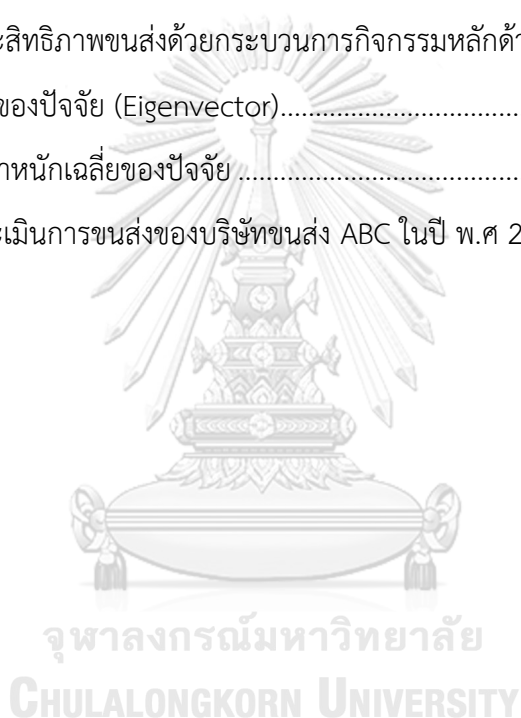 ะสิทธิภาพขนส่งด้วยกระบวนการกิจกรรมหลักด้
ของปัจจัย (Eigenvector)..................................
าหนักเฉลี่ยของปัจจัย ........................................
ะเมินการขนส่งของบริษัทขนส่ง ABC ในปี พ.ศ 2
จุฬาลงกรณ์มหาวิทยาลัย
CHULALONGKORN UNIVERSITY